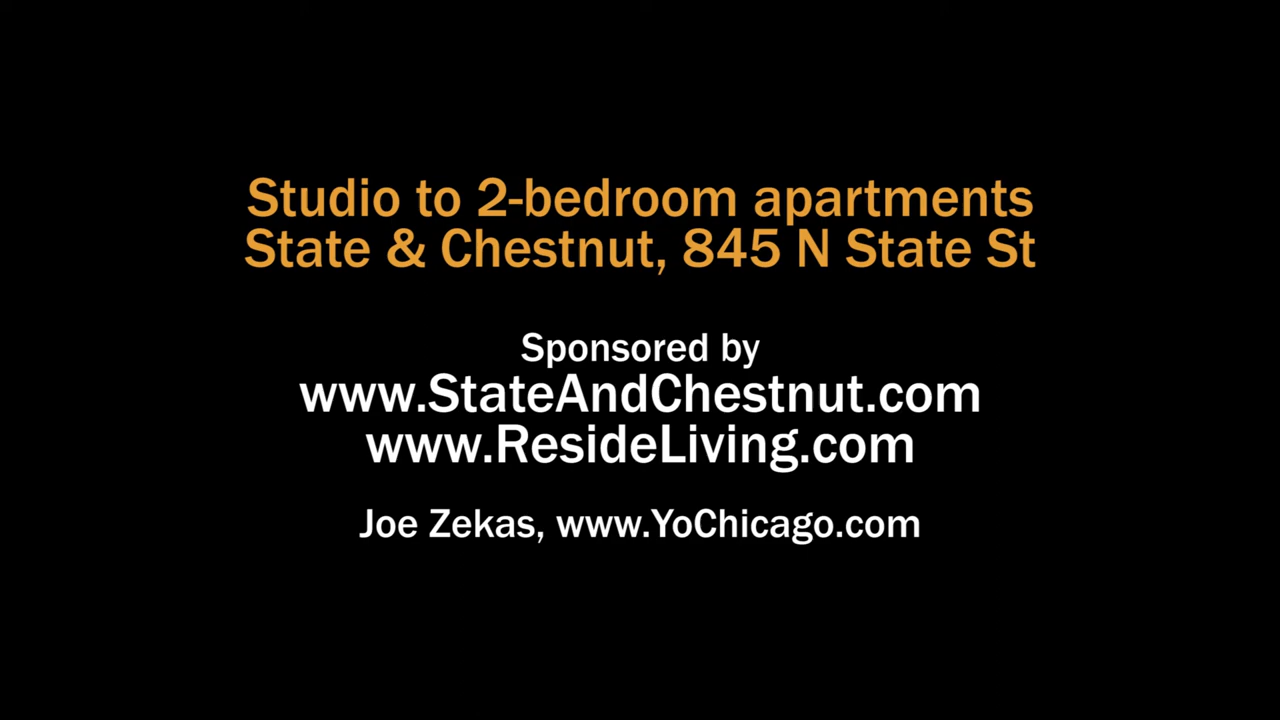 Studio to 2-bedroom apartments
State & Chestnut, 845 N State St
Sponsored by
www.StateAndChestnut.com
www.ResideLiving.com
Joe Zekas, www.YoChicago.com